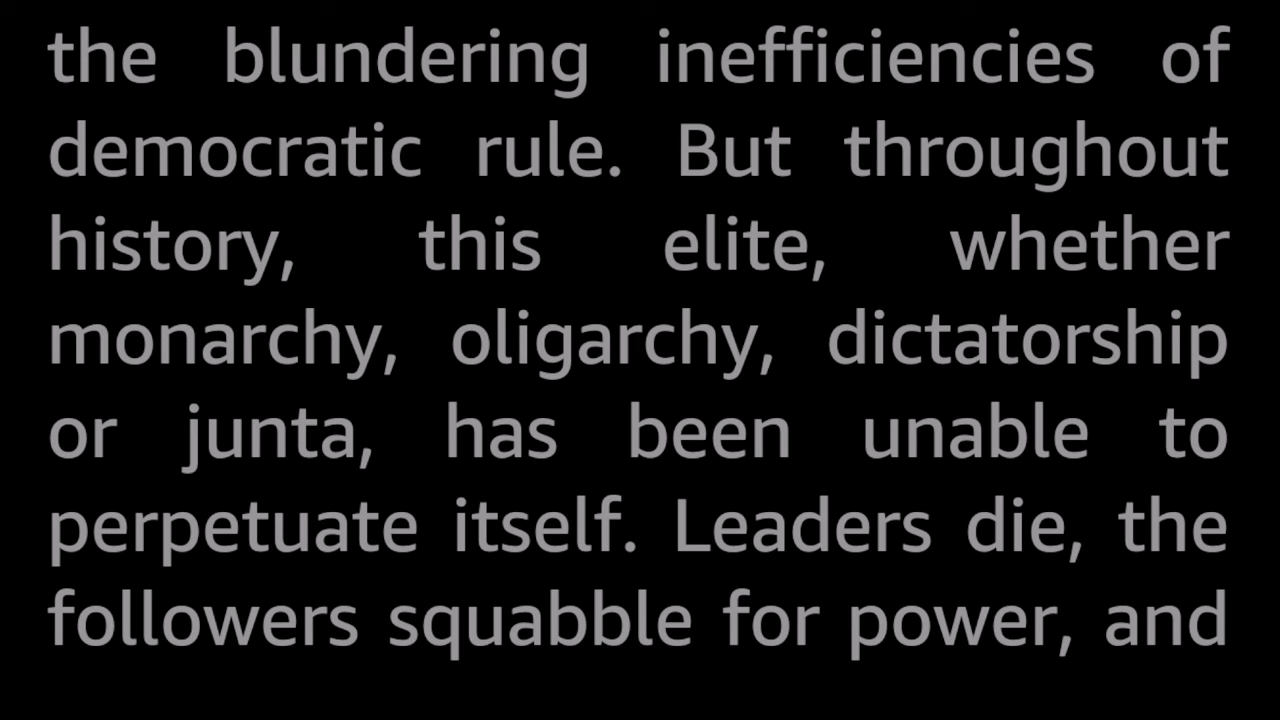 the blundering inefficiencies of
democratic rule. But throughout
history, this elite, whether
monarchy, oligarchy, dictatorship
or junta, has been unable to
perpetuate itself. Leaders die, the
followers squabble for power, and